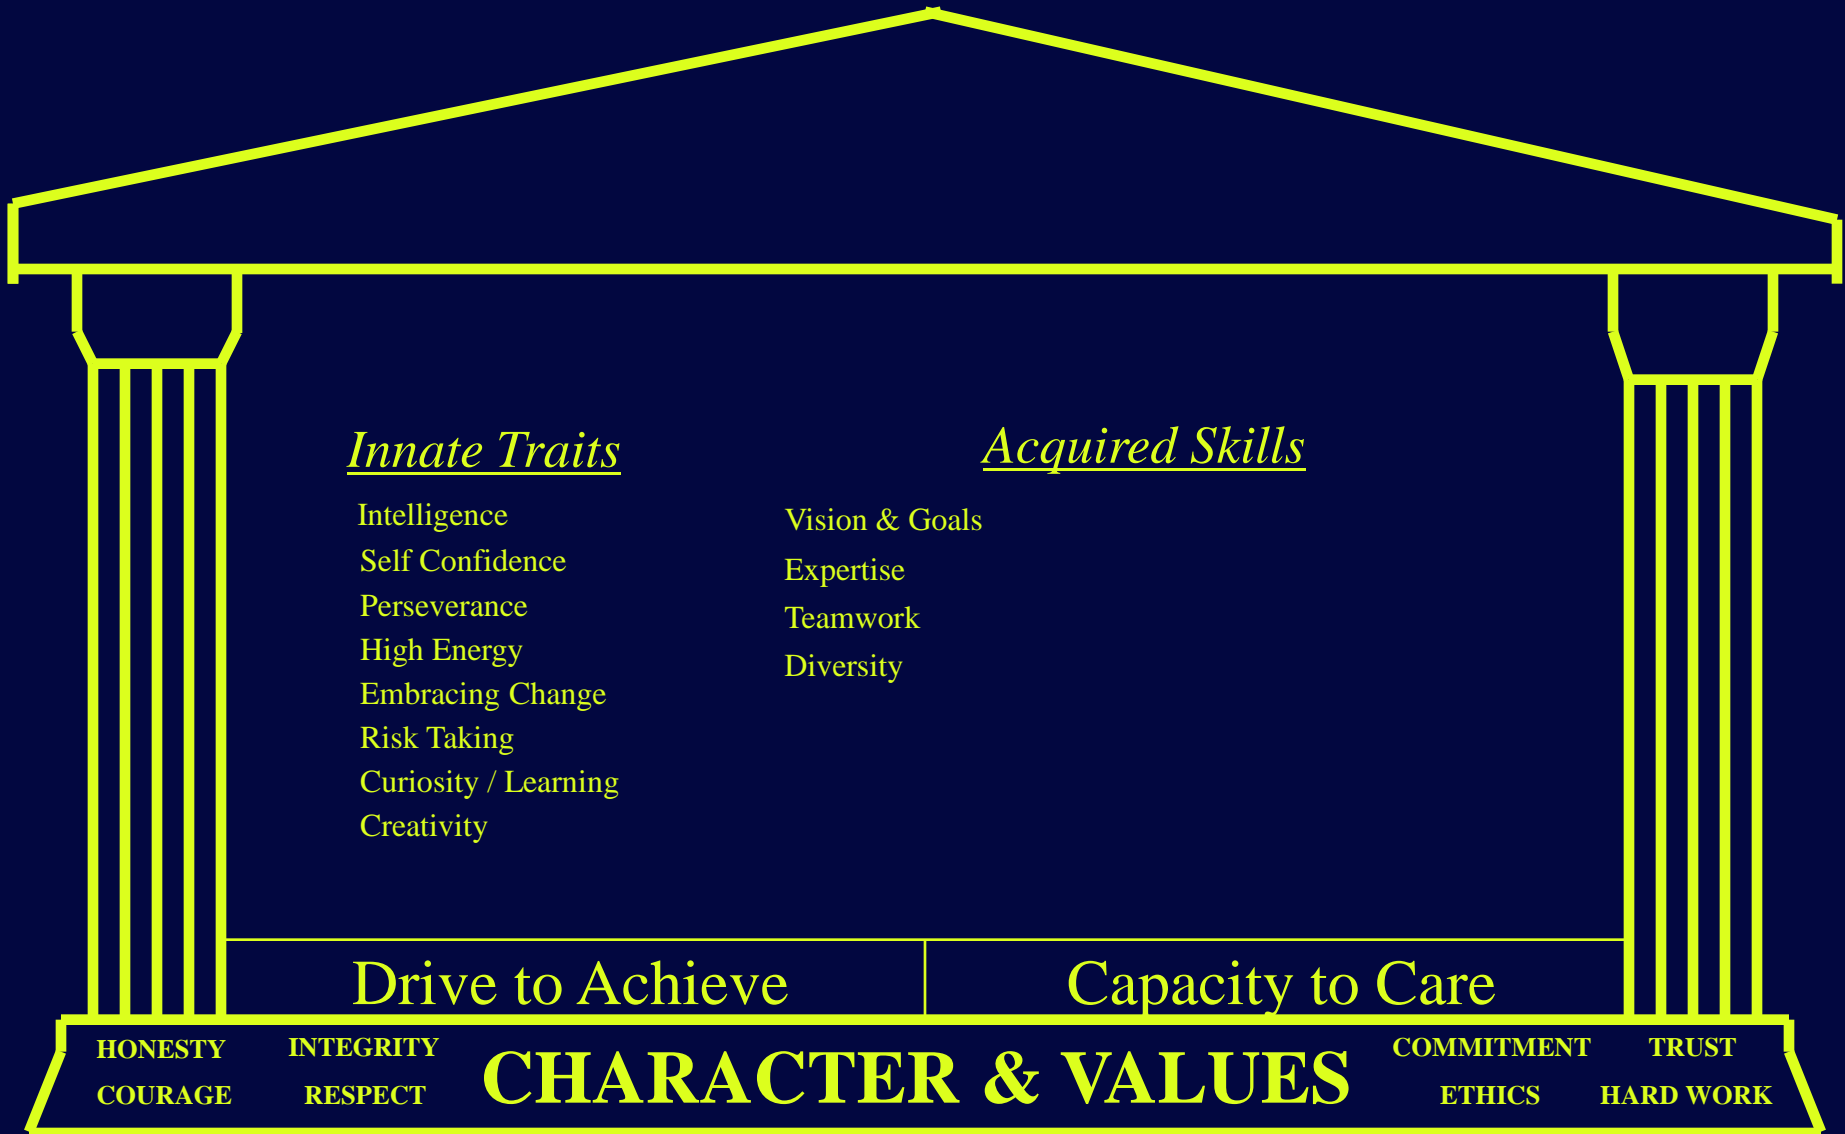 Innate Traits
Intelligence
Self Confidence
Perseverance
High Energy
Embracing Change
Risk Taking
Curiosity / Learning
Creativity
Acquired Skills
Vision & Goals
Expertise
Teamwork
Diversity
Drive to Achieve
Capacity to Care
HONESTY
INTEGRITY
COURAGE
RESPECT
CHARACTER & VALUES
COMMITMENT
TRUST
ETHICS
HARD WORK